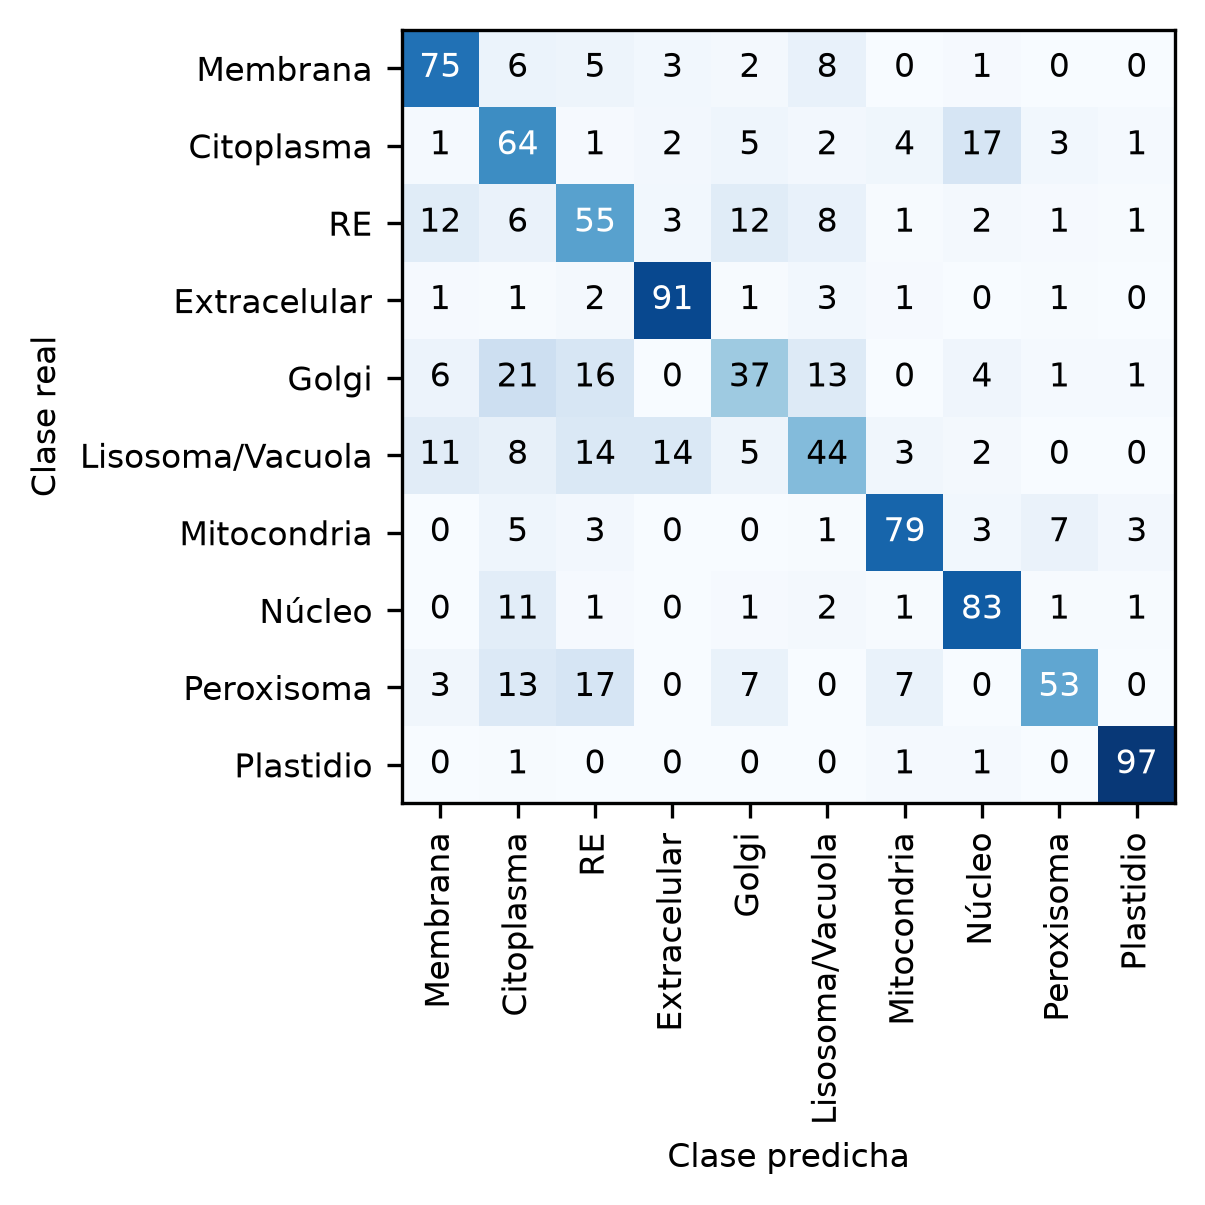 Clase real
Membrana 75 6 5 3 2 8 0 1 0 0
Citoplasma 1 64 1 2 5 2 4 17 3 1
RE 12 6 55 3 12 8 1 2 1 1
Extracelular 1 1 2 91 1 3 1 0 1 0
Golgi 6 21 16 0 37 13 0 4 1 1
Lisosoma/Vacuola 11 8 14 14 5 44 3 2 0 0
Mitocondria 0 5 3 0 0 1 79 3 7 3
Núcleo 0 11 1 0 1 2 1 83 1 1
Peroxisoma 3 13 17 0 7 0 7 0 53 0
Plastidio 0 1 0 0 0 0 1 1 0 97
Membrana Citoplasma RE Extracelular Golgi Lisosoma/Vacuola Mitocondria Núcleo Peroxisoma Plastidio
Clase predicha